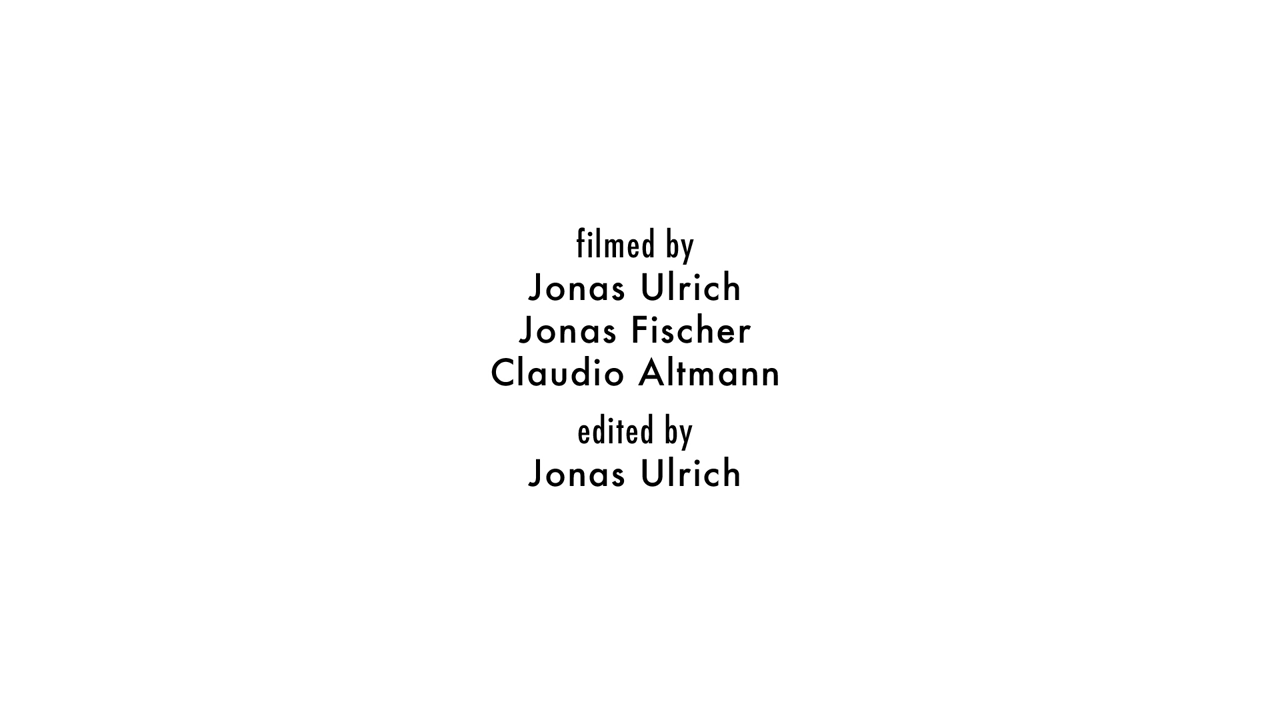 filmed by
Jonas Ulrich
Jonas Fischer
Claudio Altmann
edited by
Jonas Ulrich